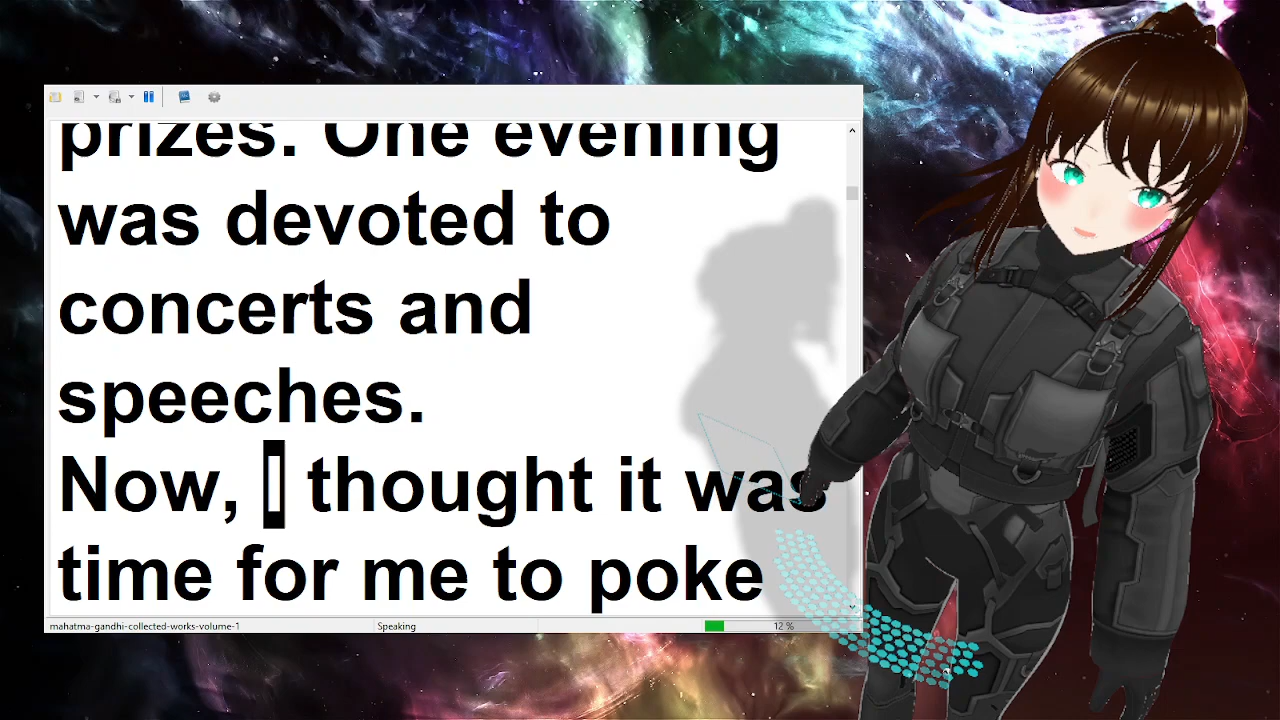 prizes. One evening
was devoted to
concerts and
speeches.
Now, I thought it was
time for me to poke
mahatma-gandhi-collected-works-volume-1 Speaking 12 %